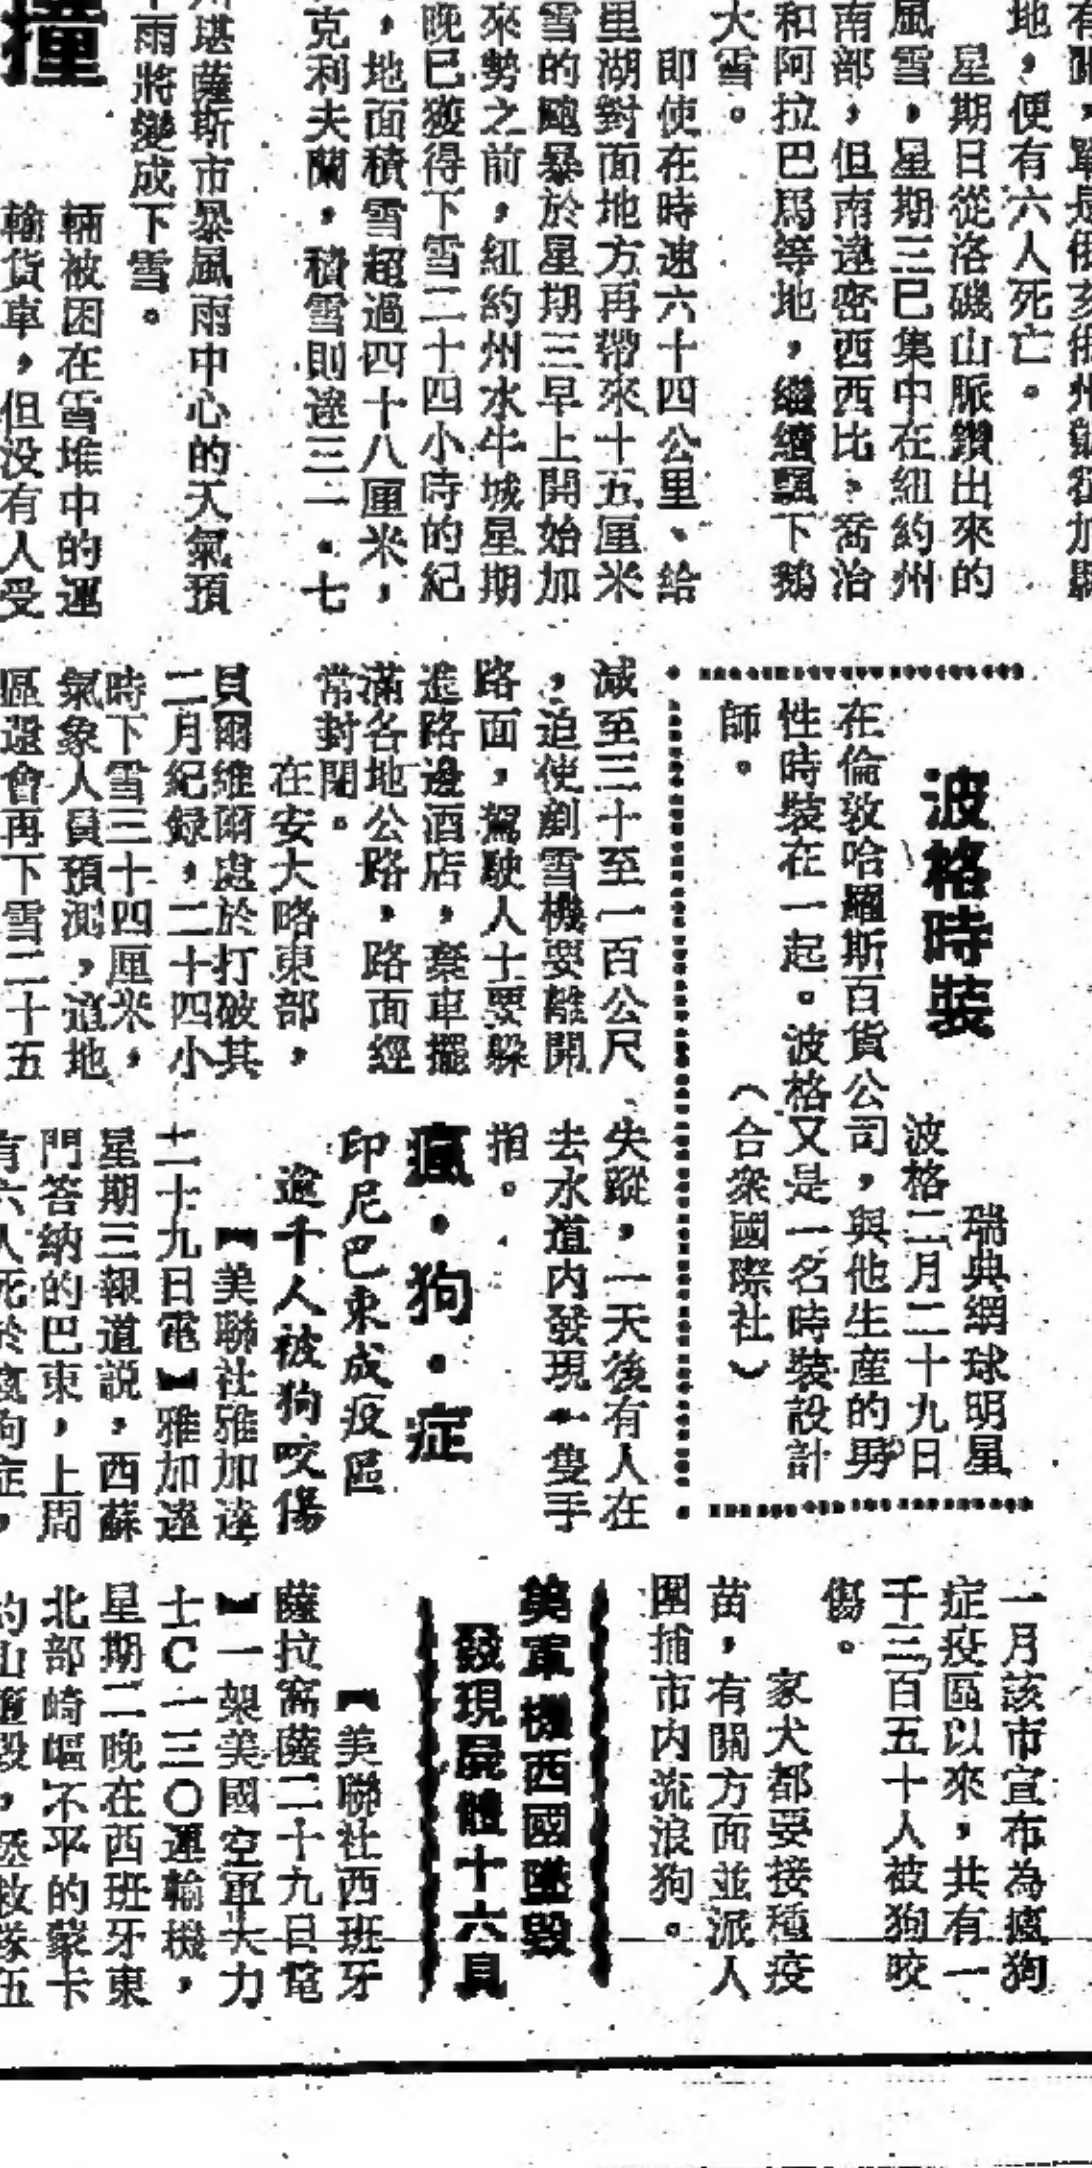 地，便有六人死亡。
星期日從洛磯山脈鑽出來的
風雪，星期三已集中在紐約州
南部，但南達密西西比、喬治
和阿拉巴馬等地，繼續飄下鵝
大雪。
即使在時速六十四公里、給
里湖對面地方再帶來十五厘米
雪的颷暴於星期三早上開始加
來勢之前，紐約州水牛城星期
晚已獲得下雪二十四小時的紀
，地面積雪超過四十八厘米，
克利夫蘭，積雪則達三二．七
堪薩斯市暴風雨中心的天氣預
雨將變成下雪。
撞
輛被困在雪堆中的運
輸貨車，但没有人受
波格時裝
瑞典網球明星
波格二月二十九日
在倫敦哈羅斯百貨公司，與他生産的男
性時裝在一起。波格又是一名時裝設計
師。
（合衆國際社）
減至三十至一百公尺
，迫使剷雪機要離開
路面，駕駛人士要躲
進路邊酒店，棄車擺
滿各地公路，路面經
常封閉。
在安大略東部，
貝爾維爾處於打破其
二月紀録，二十四小
時下雪三十四厘米，
氣象人員預測，這地
區還會再下雪二十五
失蹤，一天後有人在
去水道内發現一隻手
指。
瘋·狗·症
印尼巴東成疫區
逾千人被狗咬傷
【美聯社雅加達
二十九日電】雅加達
星期三報道説，西蘇
門答納的巴東，上周
有六人死於瘋狗症，
一月該市宣布為瘋狗
症疫區以來，共有一
千三百五十人被狗咬
傷。
家犬都要接種疫
苗，有關方面並派人
圍捕市内流浪狗。
美軍機西國墜毀
發現屍體十六具
【美聯社西班牙
薩拉窩薩二十九日電
】一架美國空軍大力
士C一三〇運輸機，
星期二晚在西班牙東
北部崎嶇不平的蒙卡
約山墮毀，拯救隊五